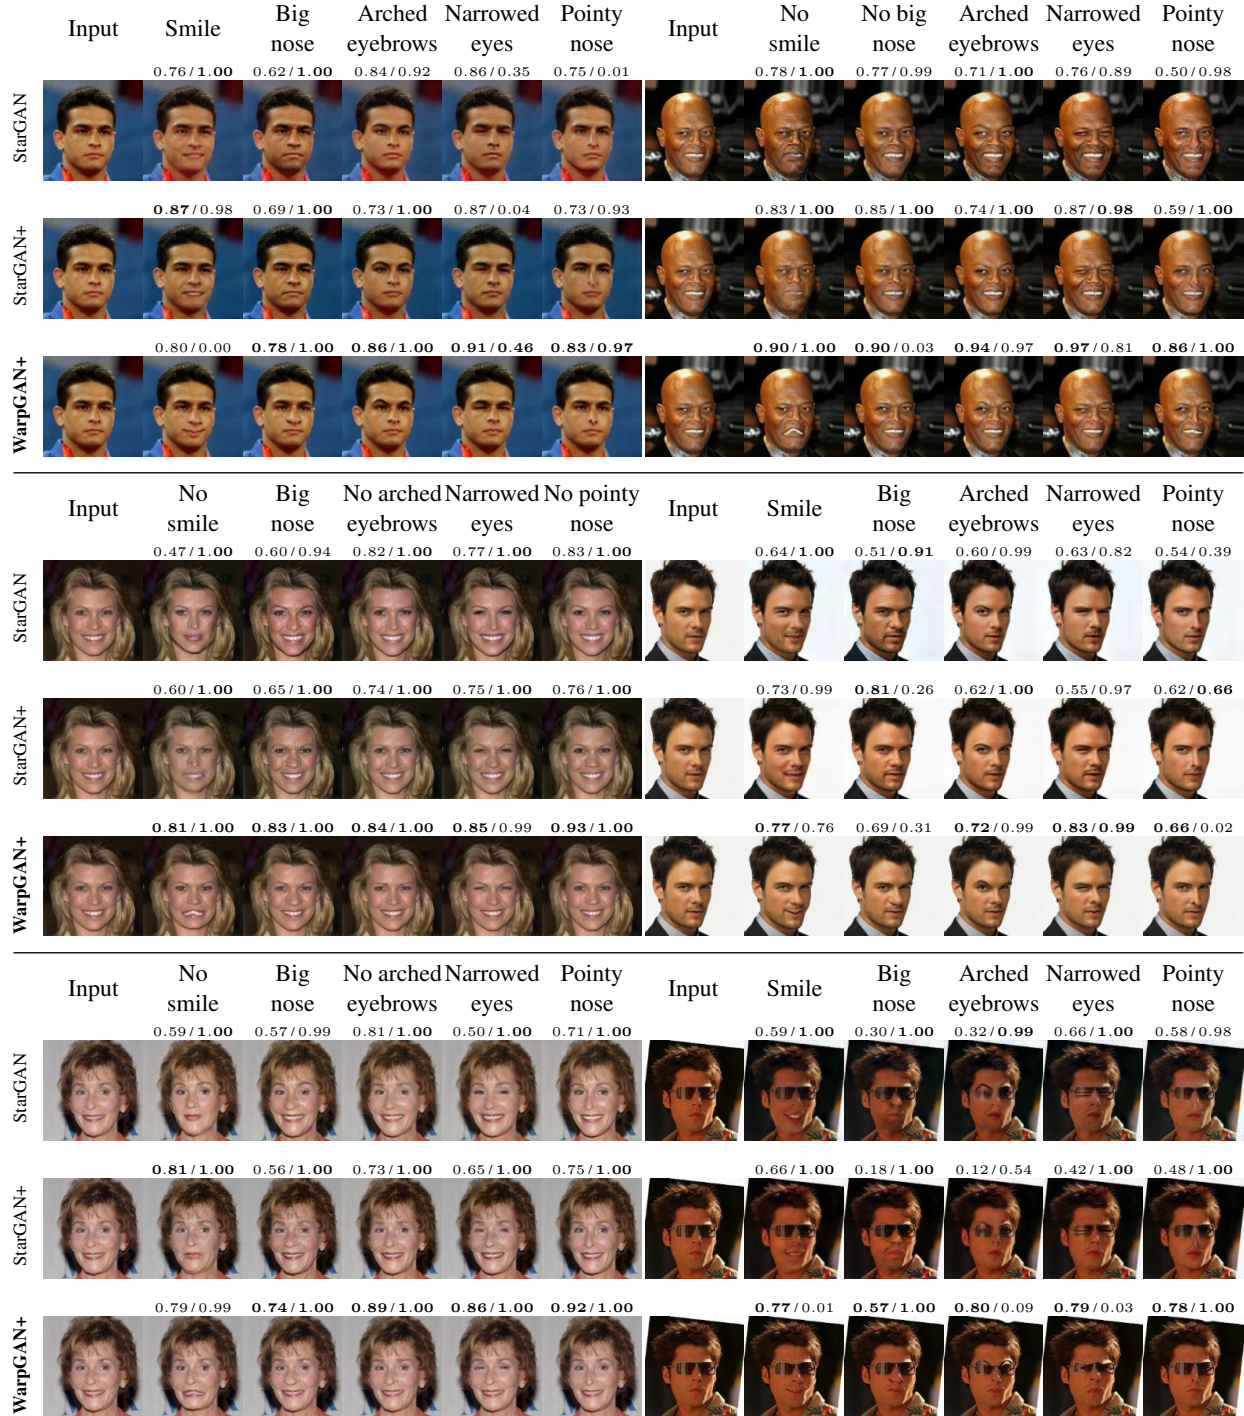 Input Smile Big nose Arched eyebrows Narrowed eyes Pointy nose Input No smile No big nose Arched eyebrows Narrowed eyes Pointy nose
0.76/1.00 0.62/1.00 0.84/0.92 0.86/0.35 0.75/0.01 0.78/1.00 0.77/0.99 0.71/1.00 0.76/0.89 0.50/0.98
StarGAN
0.87/0.98 0.69/1.00 0.73/1.00 0.87/0.04 0.73/0.93 0.83/1.00 0.85/1.00 0.74/1.00 0.87/0.98 0.59/1.00
StarGAN+
0.80/0.00 0.78/1.00 0.86/1.00 0.91/0.46 0.83/0.97 0.90/1.00 0.90/0.03 0.94/0.97 0.97/0.81 0.86/1.00
WarpGAN+
Input No smile Big nose No arched eyebrows Narrowed eyes No pointy nose Input Smile Big nose Arched eyebrows Narrowed eyes Pointy nose
0.47/1.00 0.60/0.94 0.82/1.00 0.77/1.00 0.83/1.00 0.64/1.00 0.51/0.91 0.60/0.99 0.63/0.82 0.54/0.39
StarGAN
0.60/1.00 0.65/1.00 0.74/1.00 0.75/1.00 0.76/1.00 0.73/0.99 0.81/0.26 0.62/1.00 0.55/0.97 0.62/0.66
StarGAN+
0.81/1.00 0.83/1.00 0.84/1.00 0.85/0.99 0.93/1.00 0.77/0.76 0.69/0.31 0.72/0.99 0.83/0.99 0.66/0.02
WarpGAN+
Input No smile Big nose No arched eyebrows Narrowed eyes Pointy nose Input Smile Big nose Arched eyebrows Narrowed eyes Pointy nose
0.59/1.00 0.57/0.99 0.81/1.00 0.50/1.00 0.71/1.00 0.59/1.00 0.30/1.00 0.32/0.99 0.66/1.00 0.58/0.98
StarGAN
0.81/1.00 0.56/1.00 0.73/1.00 0.65/1.00 0.75/1.00 0.66/1.00 0.18/1.00 0.12/0.54 0.42/1.00 0.48/1.00
StarGAN+
0.79/0.99 0.74/1.00 0.89/1.00 0.86/1.00 0.92/1.00 0.77/0.01 0.57/1.00 0.80/0.09 0.79/0.03 0.78/1.00
WarpGAN+